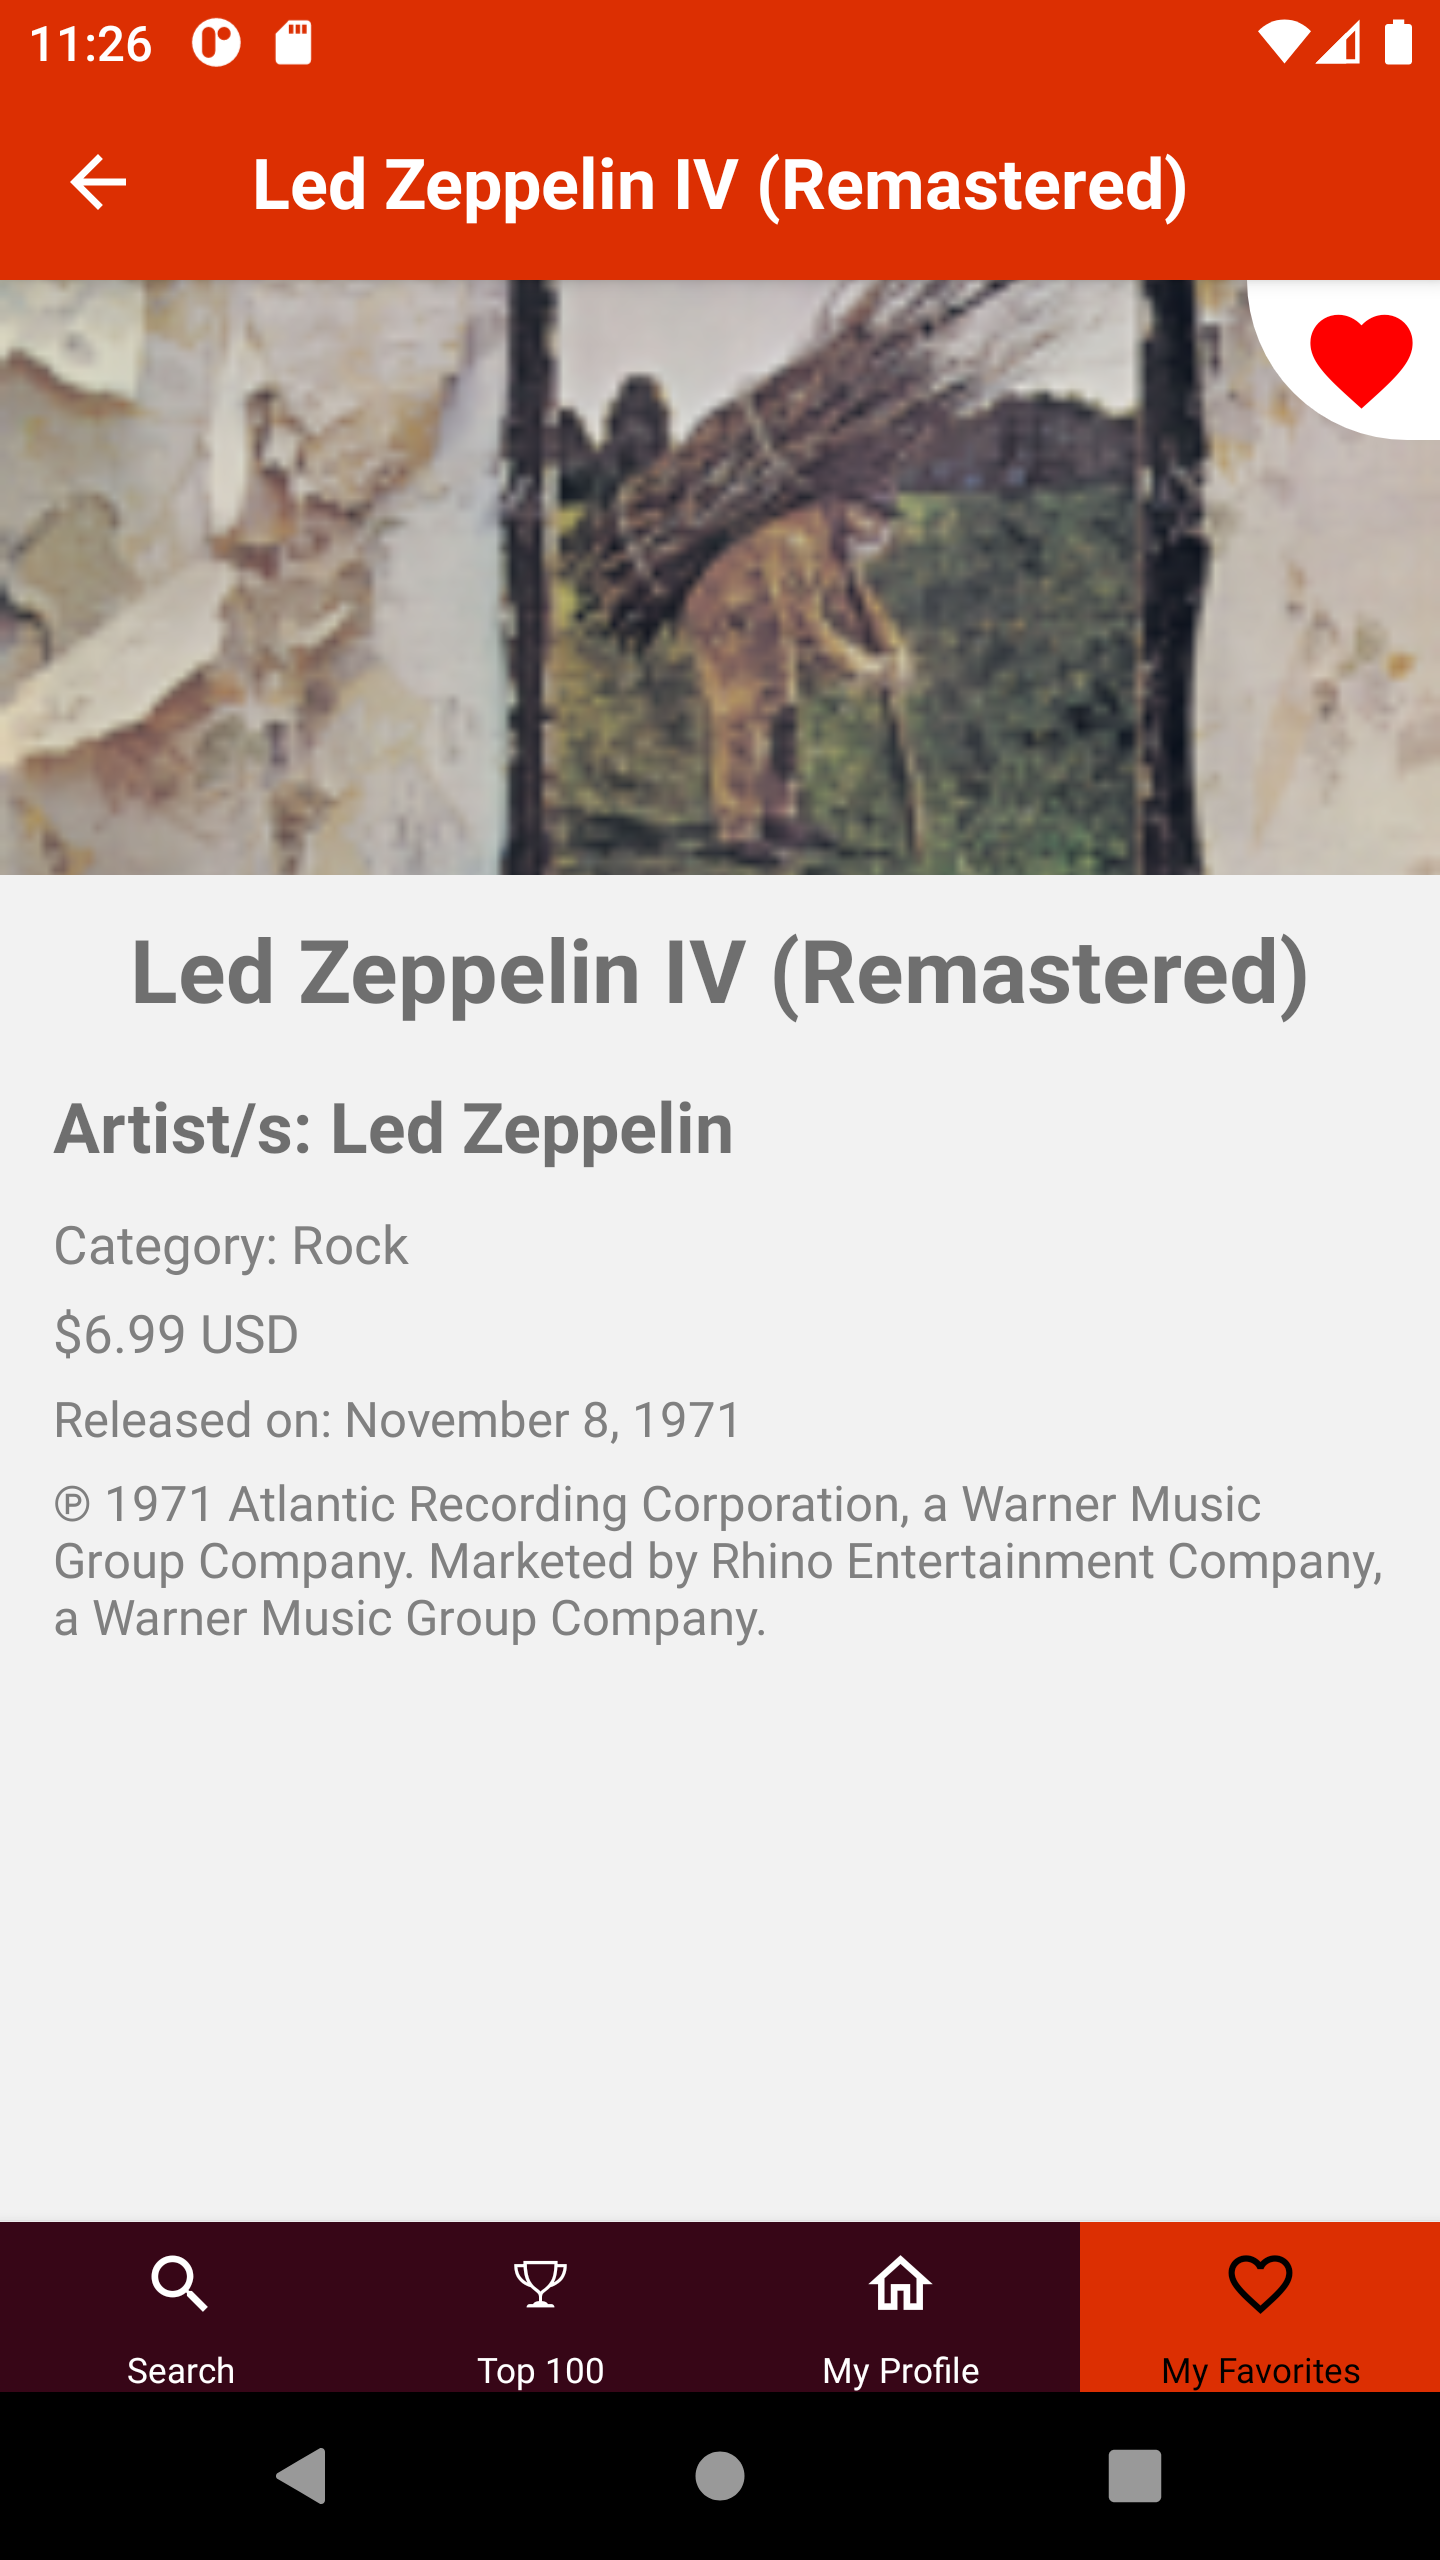 11:26
Led Zeppelin IV (Remastered)
Led Zeppelin IV (Remastered)
Artist/s: Led Zeppelin
Category: Rock
$6.99 USD
Released on: November 8, 1971
℗ 1971 Atlantic Recording Corporation, a Warner Music
Group Company. Marketed by Rhino Entertainment Company,
a Warner Music Group Company.
Search
Top 100
My Profile
My Favorites